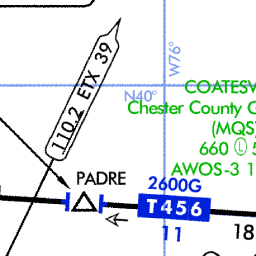 110.2 ETX 39
W76°
N40°
COATESV
Chester County G
(MQS)
660 Ⓛ 5
AWOS-3 1
PADRE
2600G
T456
11
18